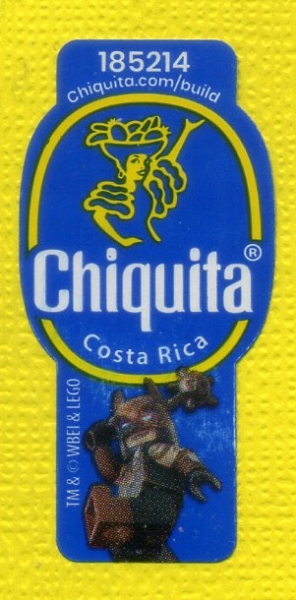 185214
Chiquita.com/build
Chiquita®
Costa Rica
TM & © WBEI & LEGO